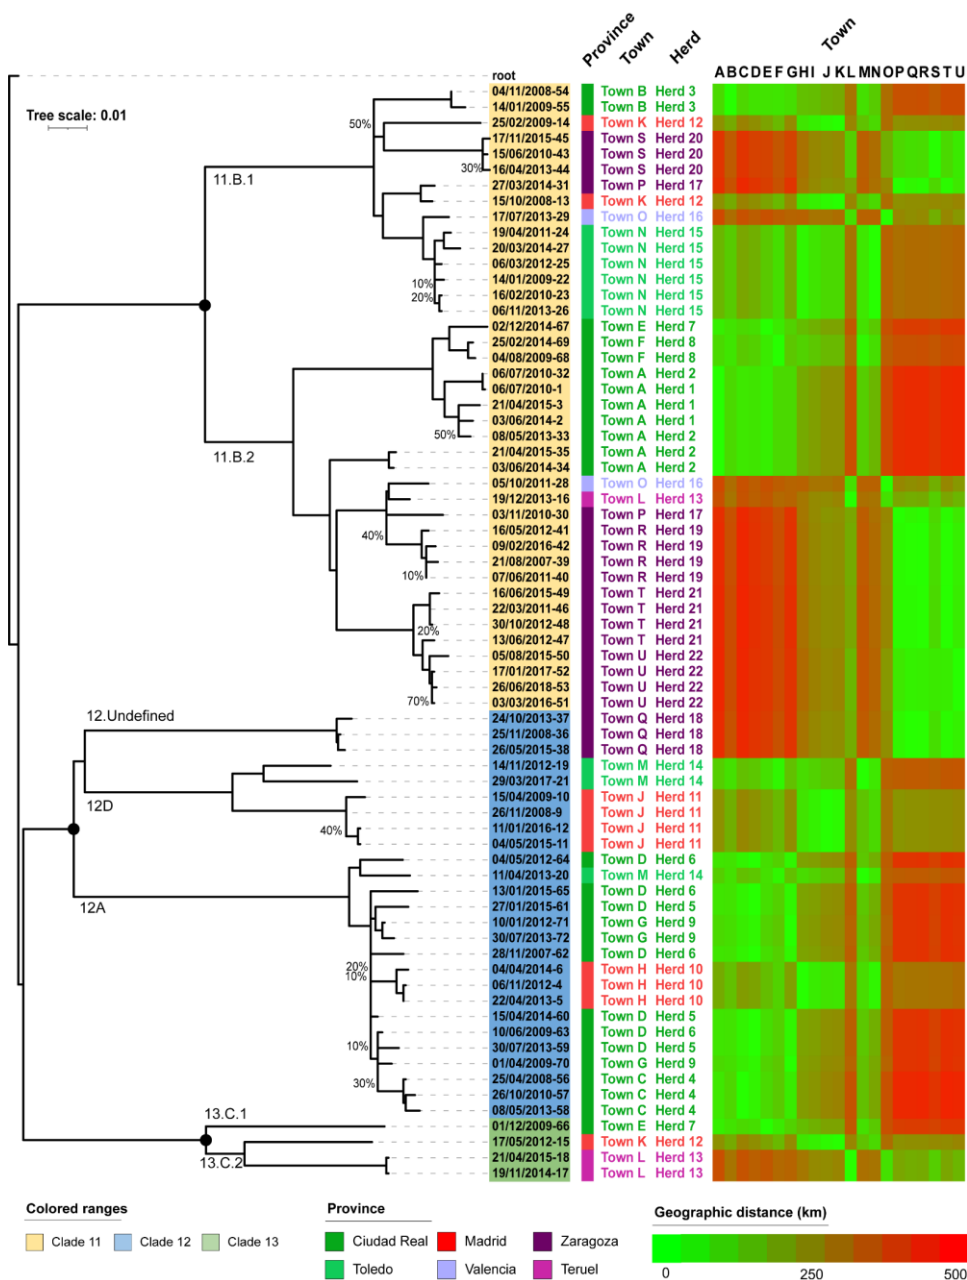 Province Town Herd Town
A B C D E F G H I J K L M N O P Q R S T U
root
Tree scale: 0.01
04/11/2008-54 Town B Herd 3
14/01/2009-55 Town B Herd 3
50% 25/02/2009-14 Town K Herd 12
17/11/2015-45 Town S Herd 20
15/06/2010-43 Town S Herd 20
30% 16/04/2013-44 Town S Herd 20
11.B.1 27/03/2014-31 Town P Herd 17
15/10/2008-13 Town K Herd 12
17/07/2013-29 Town O Herd 16
19/04/2011-24 Town N Herd 15
20/03/2014-27 Town N Herd 15
06/03/2012-25 Town N Herd 15
10% 14/01/2009-22 Town N Herd 15
20% 16/02/2010-23 Town N Herd 15
06/11/2013-26 Town N Herd 15
02/12/2014-67 Town E Herd 7
25/02/2014-69 Town F Herd 8
04/08/2009-68 Town F Herd 8
06/07/2010-32 Town A Herd 2
06/07/2010-1 Town A Herd 1
21/04/2015-3 Town A Herd 1
03/06/2014-2 Town A Herd 1
50% 08/05/2013-33 Town A Herd 2
11.B.2 21/04/2015-35 Town A Herd 2
03/06/2014-34 Town A Herd 2
05/10/2011-28 Town O Herd 16
19/12/2013-16 Town L Herd 13
03/11/2010-30 Town P Herd 17
40% 16/05/2012-41 Town R Herd 19
09/02/2016-42 Town R Herd 19
21/08/2007-39 Town R Herd 19
10% 07/06/2011-40 Town R Herd 19
16/06/2015-49 Town T Herd 21
22/03/2011-46 Town T Herd 21
20% 30/10/2012-48 Town T Herd 21
13/06/2012-47 Town T Herd 21
05/08/2015-50 Town U Herd 22
17/01/2017-52 Town U Herd 22
26/06/2018-53 Town U Herd 22
70% 03/03/2016-51 Town U Herd 22
12.Undefined 24/10/2013-37 Town Q Herd 18
25/11/2008-36 Town Q Herd 18
26/05/2015-38 Town Q Herd 18
14/11/2012-19 Town M Herd 14
29/03/2017-21 Town M Herd 14
12D 15/04/2009-10 Town J Herd 11
26/11/2008-9 Town J Herd 11
40% 11/01/2016-12 Town J Herd 11
04/05/2015-11 Town J Herd 11
04/05/2012-64 Town D Herd 6
11/04/2013-20 Town M Herd 14
13/01/2015-65 Town D Herd 6
12A 27/01/2015-61 Town D Herd 5
10/01/2012-71 Town G Herd 9
30/07/2013-72 Town G Herd 9
28/11/2007-62 Town D Herd 6
20% 04/04/2014-6 Town H Herd 10
10% 06/11/2012-4 Town H Herd 10
22/04/2013-5 Town H Herd 10
15/04/2014-60 Town D Herd 5
10/06/2009-63 Town D Herd 6
10% 30/07/2013-59 Town D Herd 5
01/04/2009-70 Town G Herd 9
30% 25/04/2008-56 Town C Herd 4
26/10/2010-57 Town C Herd 4
08/05/2013-58 Town C Herd 4
13.C.1 01/12/2009-66 Town E Herd 7
17/05/2012-15 Town K Herd 12
13.C.2 21/04/2015-18 Town L Herd 13
19/11/2014-17 Town L Herd 13
Colored ranges
Clade 11 Clade 12 Clade 13
Province
Ciudad Real Madrid Zaragoza
Toledo Valencia Teruel
Geographic distance (km)
0 250 500